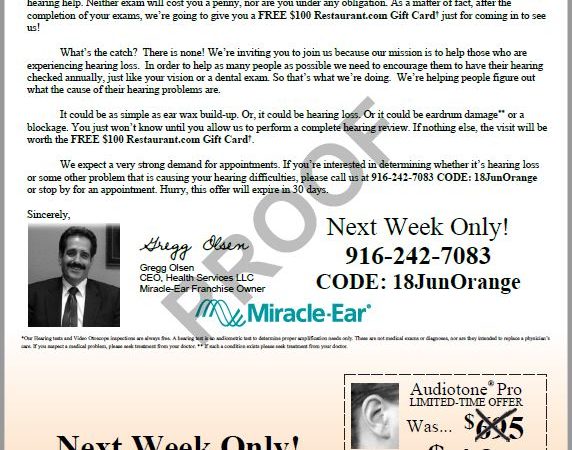 hearing help. Neither exam will cost you a penny, nor are you under any obligation. As a matter of fact, after the
completion of your exams, we're going to give you a FREE $100 Restaurant.com Gift Card† just for coming in to see
us!
What's the catch? There is none! We're inviting you to join us because our mission is to help those who are
experiencing hearing loss. In order to help as many people as possible we need to encourage them to have their hearing
checked annually, just like your vision or a dental exam. So that's what we're doing. We're helping people figure out
what the cause of their hearing problems are.
It could be as simple as ear wax build-up. Or, it could be hearing loss. Or it could be eardrum damage** or a
blockage. You just won't know until you allow us to perform a complete hearing review. If nothing else, the visit will be
worth the FREE $100 Restaurant.com Gift Card†.
We expect a very strong demand for appointments. If you're interested in determining whether it's hearing loss
or some other problem that is causing your hearing difficulties, please call us at 916-242-7083 CODE: 18JunOrange
or stop by for an appointment. Hurry, this offer will expire in 30 days.
PROOF
Sincerely,
Gregg Olsen
Gregg Olsen
CEO, Health Services LLC
Miracle-Ear Franchise Owner
Miracle-Ear®
Next Week Only!
916-242-7083
CODE: 18JunOrange
*Our Hearing tests and Video Otoscope inspections are always free. A hearing test is an audiometric test to determine proper amplification needs only. These are not medical exams or diagnoses, nor are they intended to replace a physician's
care. If you suspect a medical problem, please seek treatment from your doctor. ** If such a condition exists please seek treatment from your doctor.
Audiotone® Pro
LIMITED-TIME OFFER
Was... $695
Next Week Only!